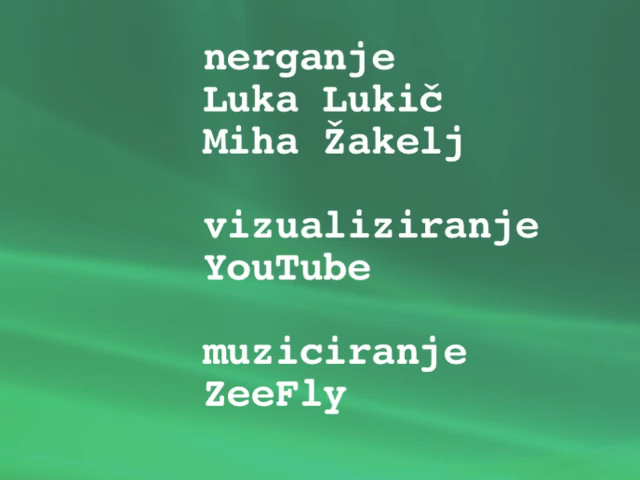 nerganje
Luka Lukič
Miha Žakelj
vizualiziranje
YouTube
muziciranje
ZeeFly